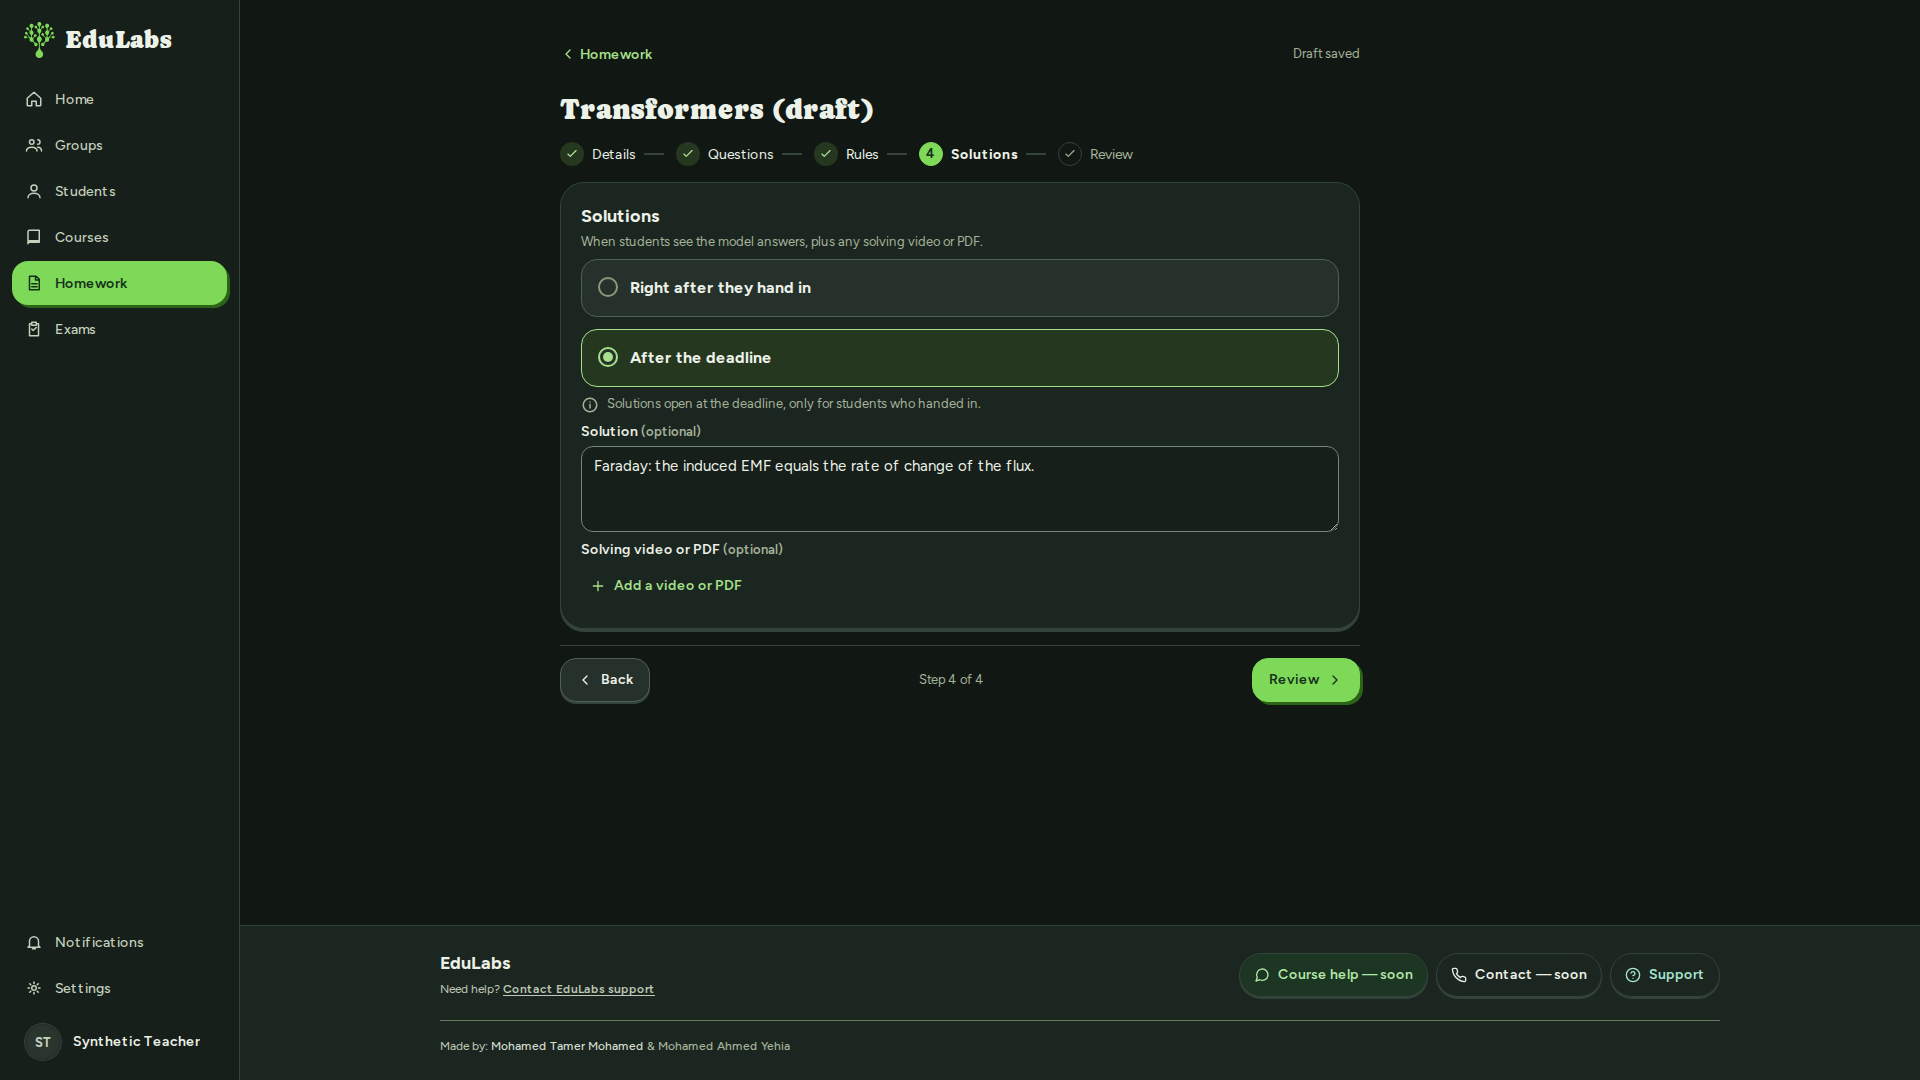 EduLabs
Home
Groups
Students
Courses
Homework
Exams
Notifications
Settings
ST
Synthetic Teacher
Homework
Draft saved
Transformers (draft)
Details
Questions
Rules
4 Solutions
Review
Solutions
When students see the model answers, plus any solving video or PDF.
Right after they hand in
After the deadline
Solutions open at the deadline, only for students who handed in.
Solution (optional)
Faraday: the induced EMF equals the rate of change of the flux.
Solving video or PDF (optional)
Add a video or PDF
Back
Step 4 of 4
Review
EduLabs
Need help? Contact EduLabs support
Course help — soon
Contact — soon
Support
Made by: Mohamed Tamer Mohamed & Mohamed Ahmed Yehia